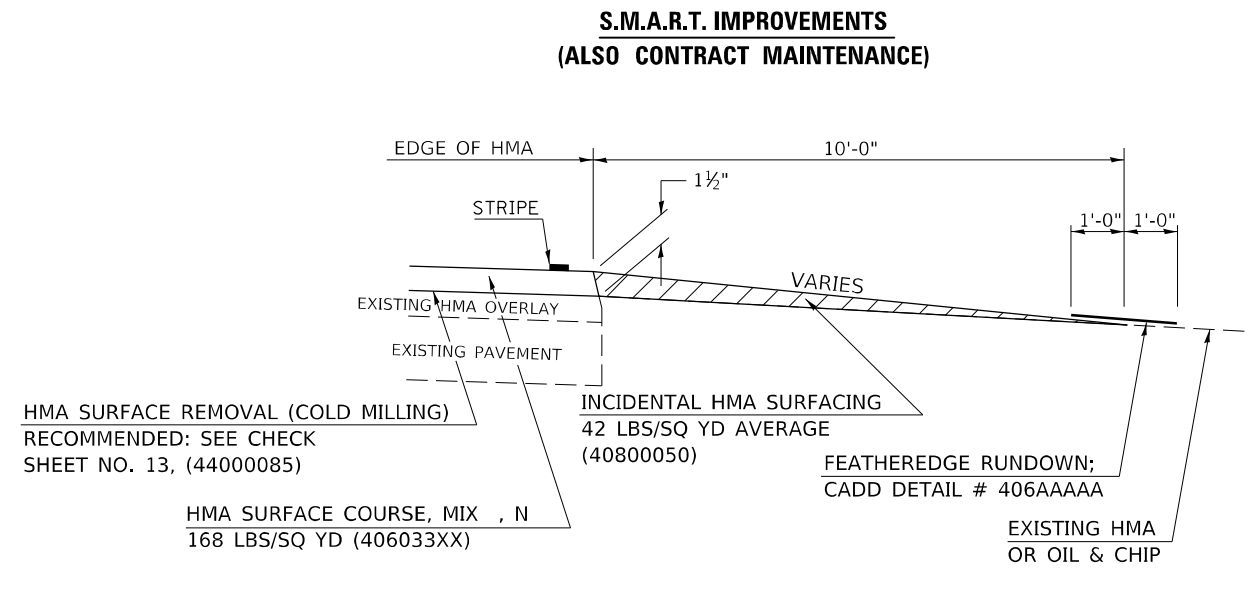 S.M.A.R.T. IMPROVEMENTS
(ALSO CONTRACT MAINTENANCE)
EDGE OF HMA
10'-0"
1½"
STRIPE
1'-0"
1'-0"
VARIES
EXISTING HMA OVERLAY
EXISTING PAVEMENT
HMA SURFACE REMOVAL (COLD MILLING)
RECOMMENDED: SEE CHECK
SHEET NO. 13, (44000085)
INCIDENTAL HMA SURFACING
42 LBS/SQ YD AVERAGE
(40800050)
FEATHEREDGE RUNDOWN;
CADD DETAIL # 406AAAAA
HMA SURFACE COURSE, MIX , N
168 LBS/SQ YD (406033XX)
EXISTING HMA
OR OIL & CHIP